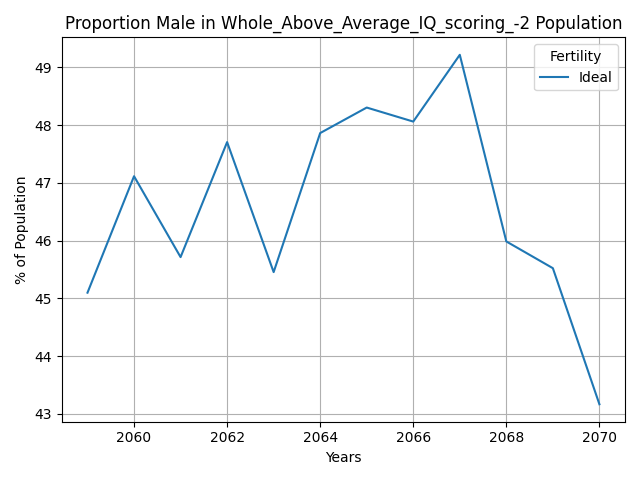 Proportion Male in Whole_Above_Average_IQ_scoring_-2 Population
Fertility
Ideal
49
48
47
46
45
44
43
% of Population
2060 2062 2064 2066 2068 2070
Years